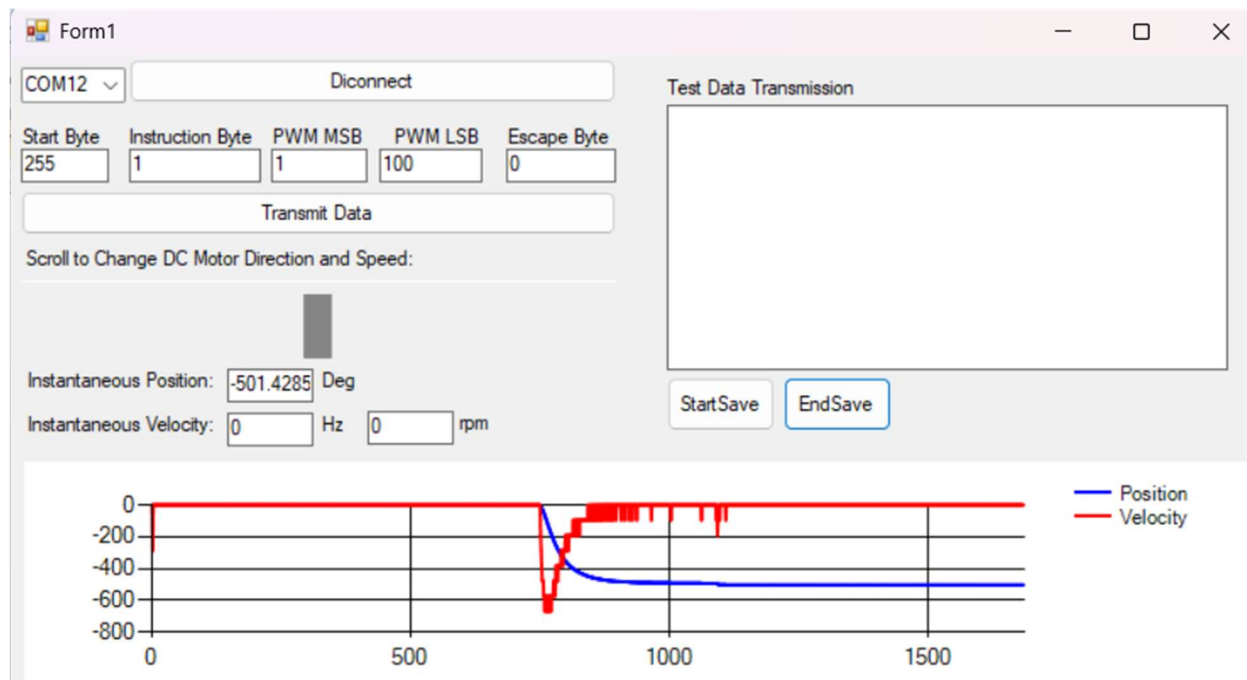 Form1
COM12
Diconnect
Test Data Transmission
Start Byte Instruction Byte PWM MSB PWM LSB Escape Byte
255 1 1 100 0
Transmit Data
Scroll to Change DC Motor Direction and Speed:
Instantaneous Position: -501.4285 Deg
Instantaneous Velocity: 0 Hz 0 rpm
StartSave EndSave
Position
Velocity
0
-200
-400
-600
-800
0 500 1000 1500